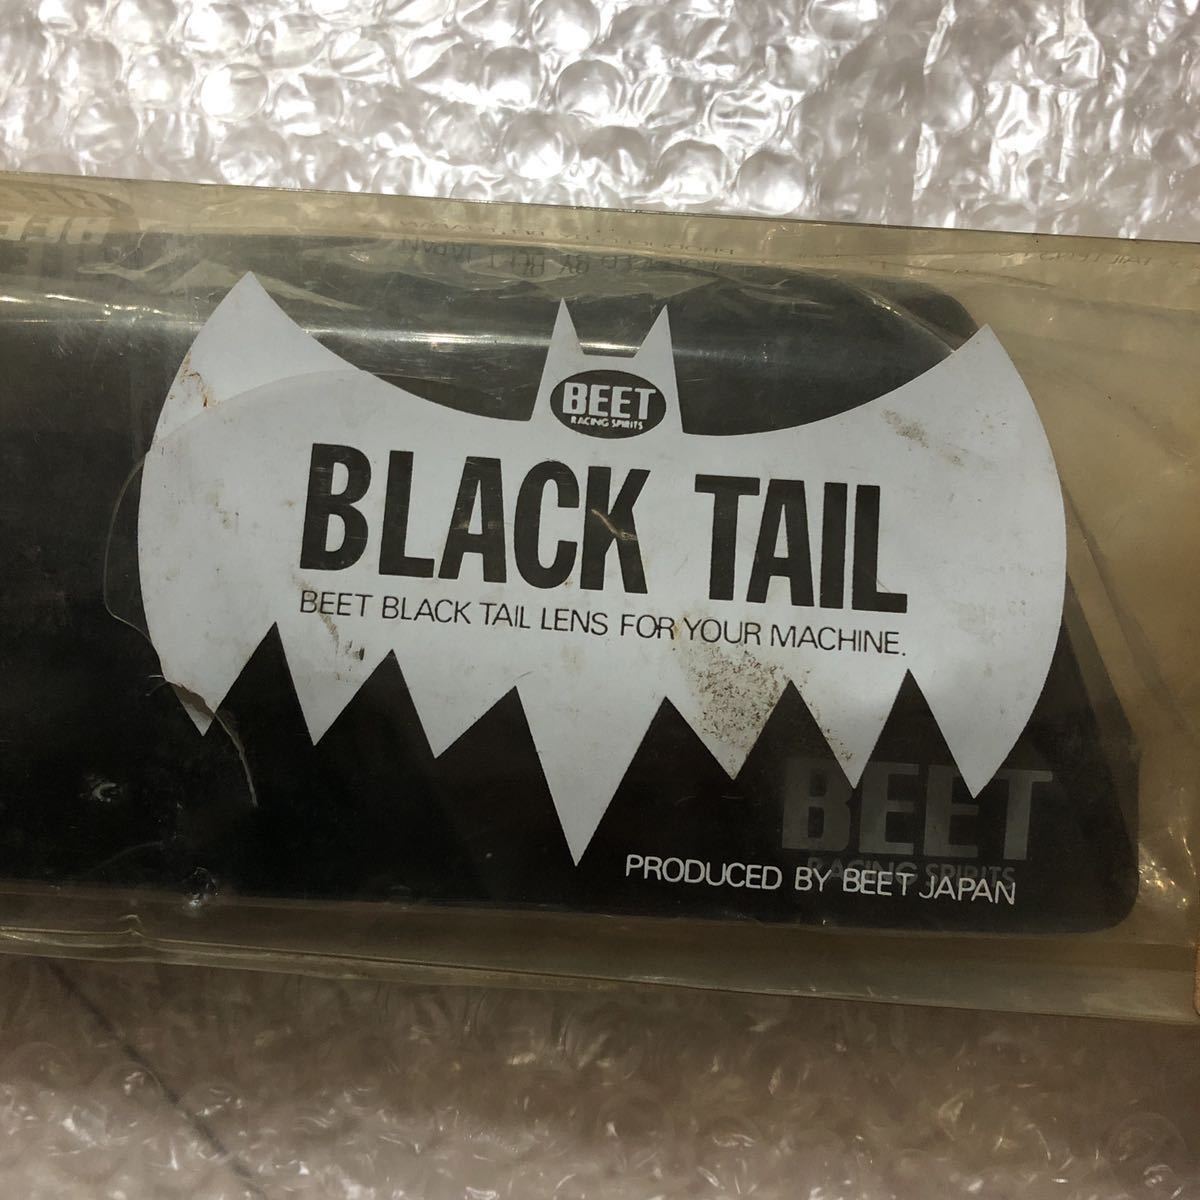 BEET
RACING SPIRITS
BLACK TAIL
BEET BLACK TAIL LENS FOR YOUR MACHINE.
BEET
RACING SPIRITS
PRODUCED BY BEET JAPAN